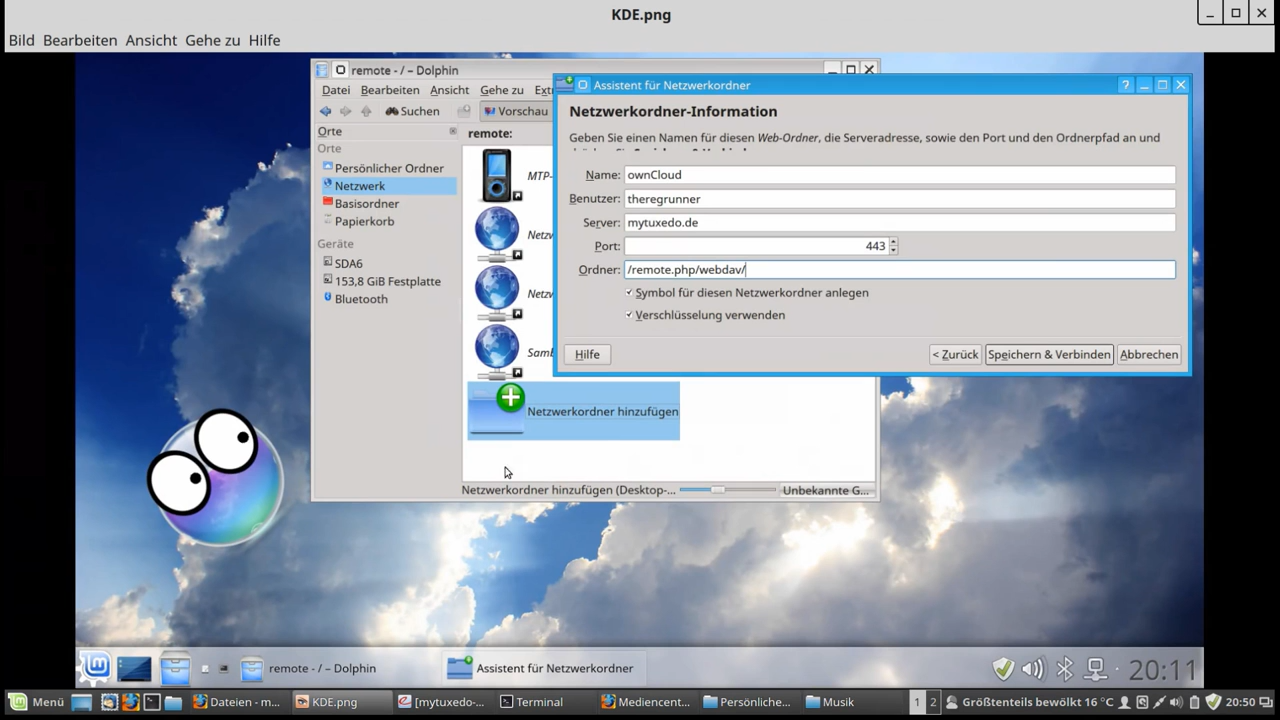 KDE.png
Bild Bearbeiten Ansicht Gehe zu Hilfe
remote - / – Dolphin
Datei Bearbeiten Ansicht Gehe zu
Suchen Vorschau
Orte
remote:
Orte
Persönlicher Ordner
Netzwerk
Basisordner
Papierkorb
Geräte
SDA6
153,8 GiB Festplatte
Bluetooth
MTP-
Netzw
Netzw
Netzwerkordner hinzufügen
Netzwerkordner hinzufügen (Desktop-...
Unbekannte G...
Assistent für Netzwerkordner
?
Netzwerkordner-Information
Geben Sie einen Namen für diesen Web-Ordner, die Serveradresse, sowie den Port und den Ordnerpfad an und
Name: ownCloud
Benutzer: theregrunner
Server: mytuxedo.de
Port: 443
Ordner: /remote.php/webdav/
Symbol für diesen Netzwerkordner anlegen
Verschlüsselung verwenden
Hilfe < Zurück Speichern & Verbinden Abbrechen
remote - / – Dolphin Assistent für Netzwerkordner 20:11
Menü Dateien - m... KDE.png [mytuxedo-... Terminal Mediencent... Persönliche... Musik 1 2 Größtenteils bewölkt 16 °C 20:50